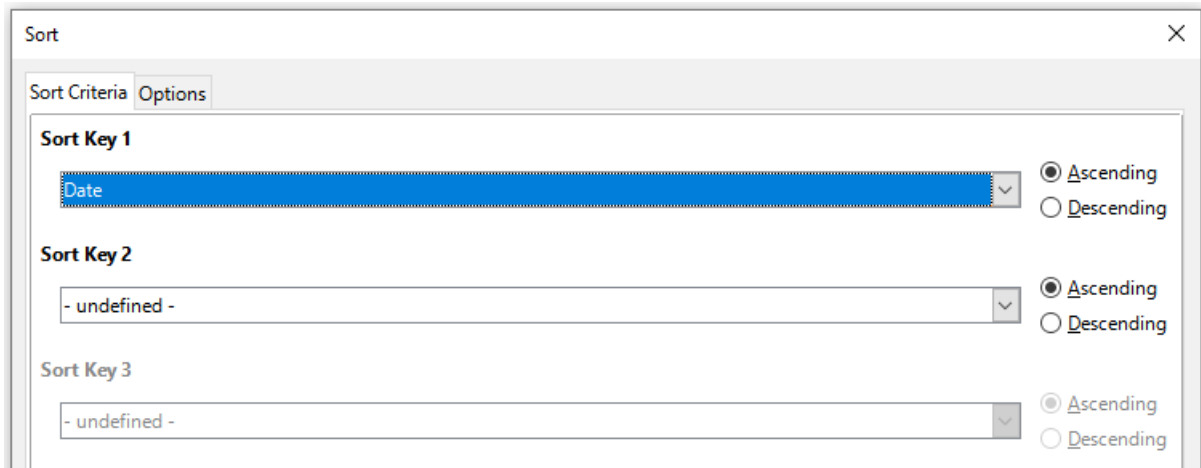 Sort
Sort Criteria Options
Sort Key 1
Date
Ascending
Descending
Sort Key 2
- undefined -
Ascending
Descending
Sort Key 3
- undefined -
Ascending
Descending